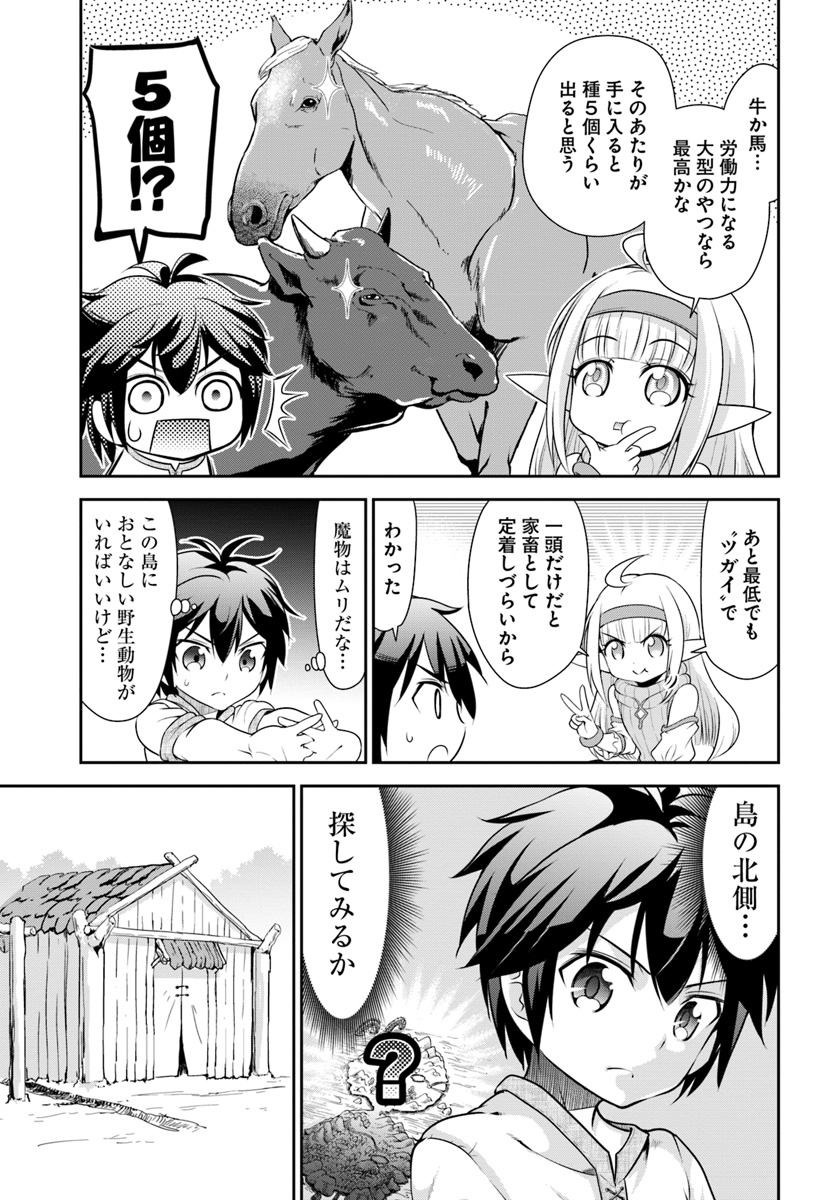 牛か馬…
労働力になる
大型のやつなら
最高かな
そのあたりが
手に入ると
種５個くらい
出ると思う
５個!?
あと最低でも
〝ツガイ〟で
一頭だけだと
家畜として
定着しづらいから
わかった
魔物はムリだな…
この島に
おとなしい野生動物が
いればいいけど…
島の北側…
探してみるか
?